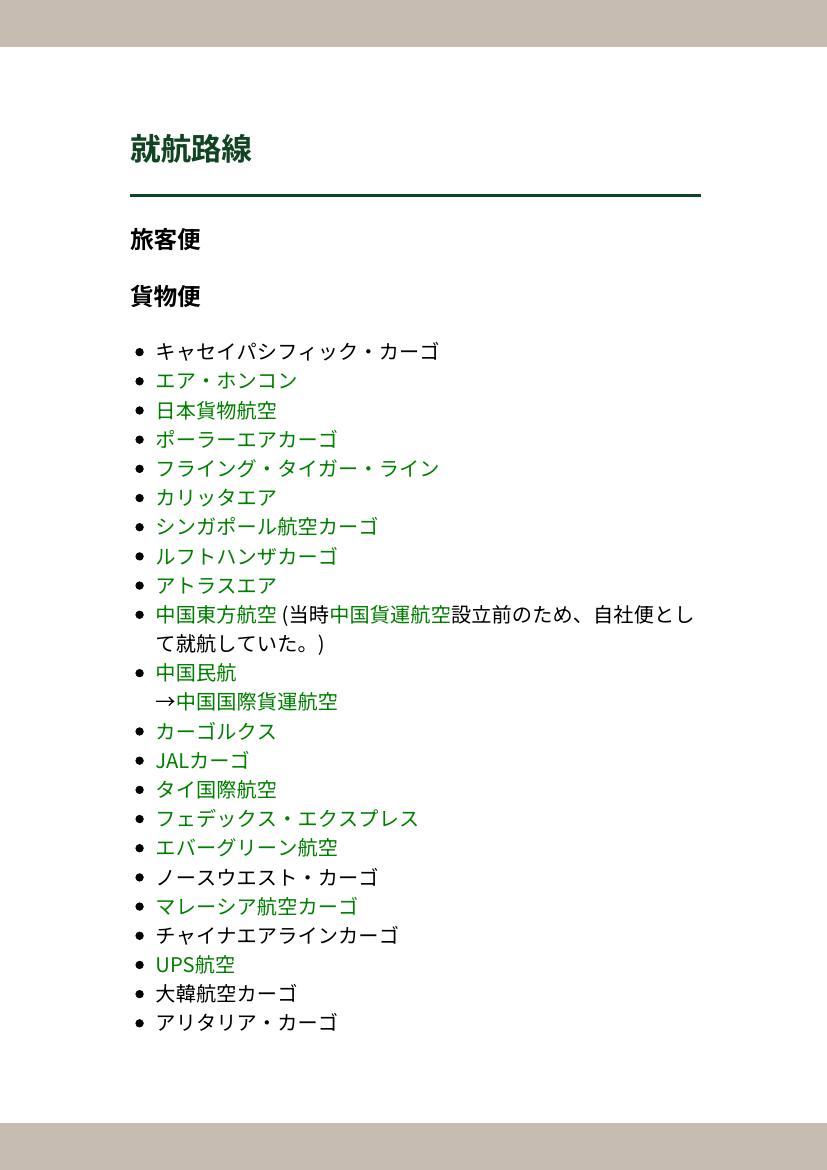 就航路線
旅客便
貨物便
キャセイパシフィック・カーゴ
エア・ホンコン
日本貨物航空
ポーラーエアカーゴ
フライング・タイガー・ライン
カリッタエア
シンガポール航空カーゴ
ルフトハンザカーゴ
アトラスエア
中国東方航空 (当時中国貨運航空設立前のため、自社便とし
て就航していた。)
中国民航
→中国国際貨運航空
カーゴルクス
JALカーゴ
タイ国際航空
フェデックス・エクスプレス
エバーグリーン航空
ノースウエスト・カーゴ
マレーシア航空カーゴ
チャイナエアラインカーゴ
UPS航空
大韓航空カーゴ
アリタリア・カーゴ